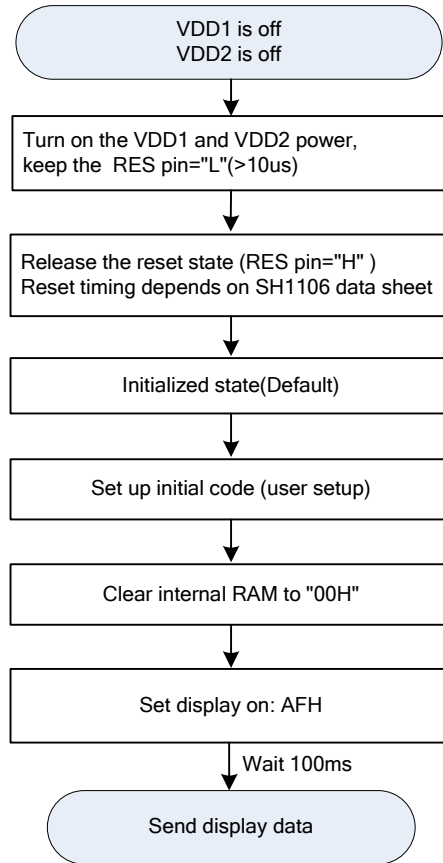 VDD1 is off
VDD2 is off
Turn on the VDD1 and VDD2 power,
keep the RES pin="L"(>10us)
Release the reset state (RES pin="H" )
Reset timing depends on SH1106 data sheet
Initialized state(Default)
Set up initial code (user setup)
Clear internal RAM to "00H"
Set display on: AFH
Wait 100ms
Send display data